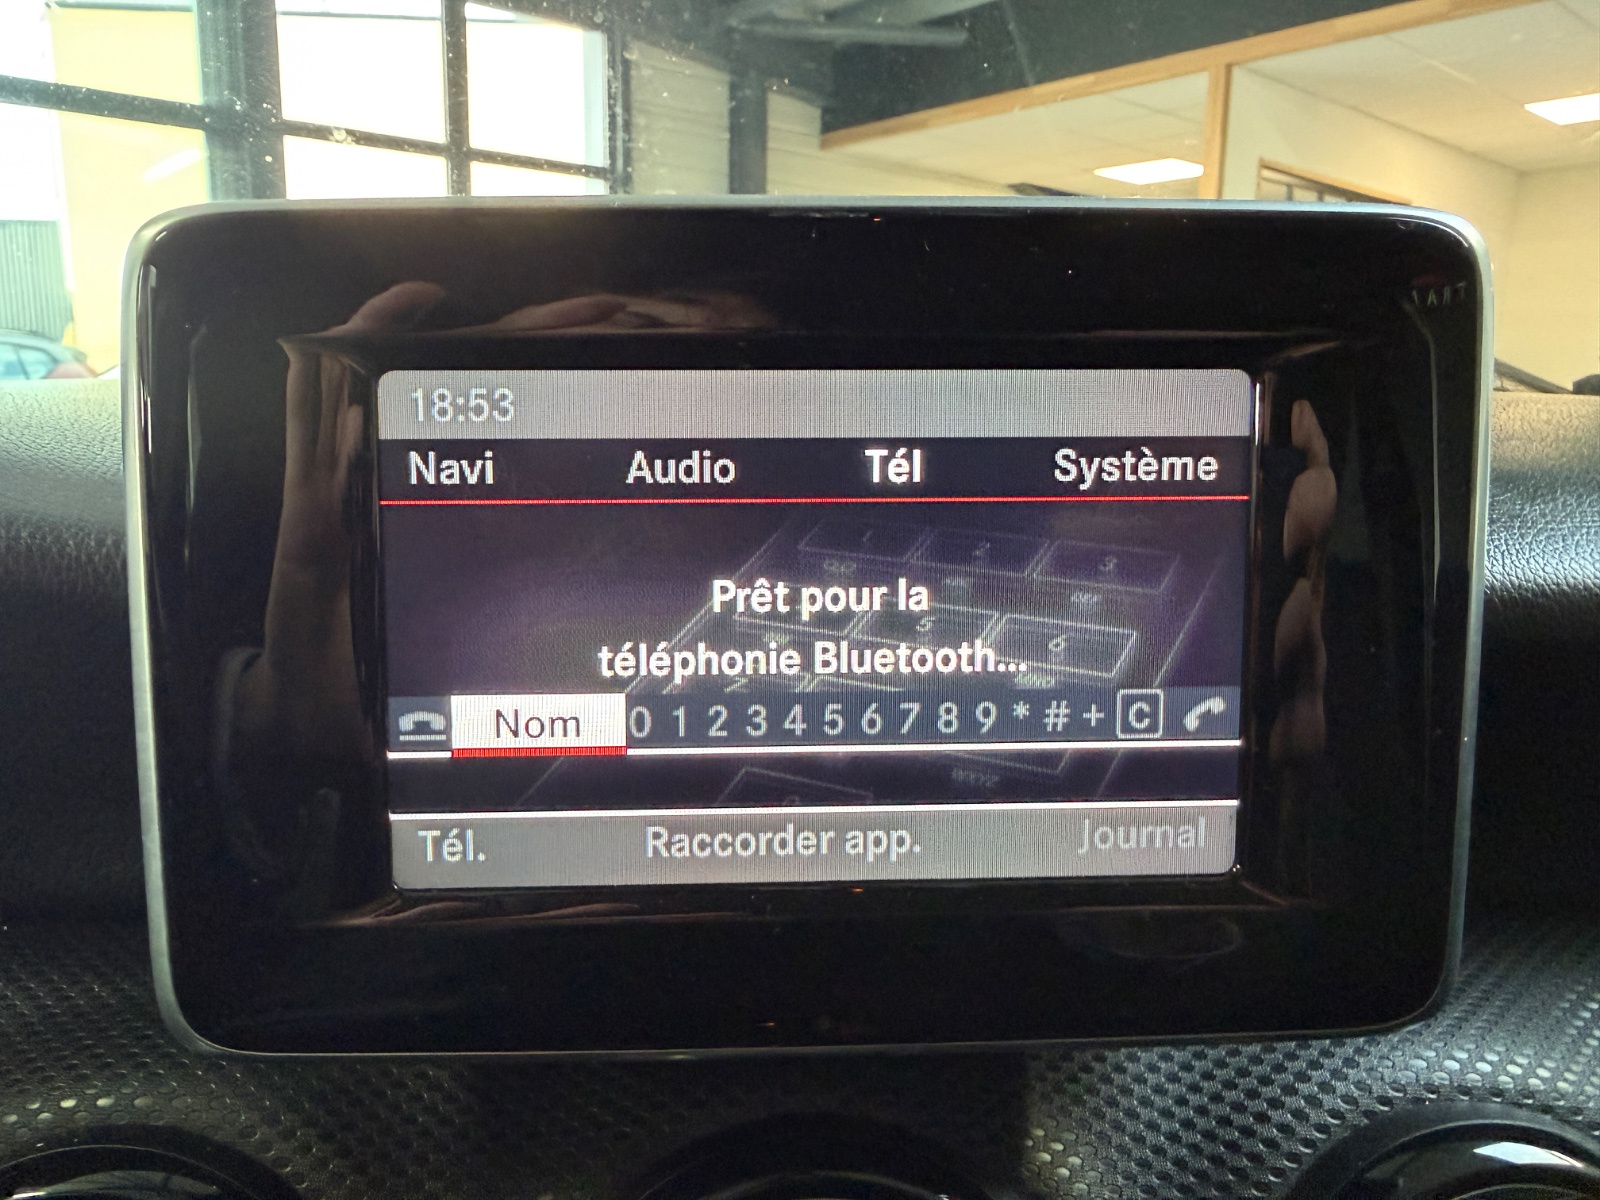 18:53
Navi Audio Tél Système
Prêt pour la
téléphonie Bluetooth...
Nom 0 1 2 3 4 5 6 7 8 9 * # + C
Tél. Raccorder app. Journal